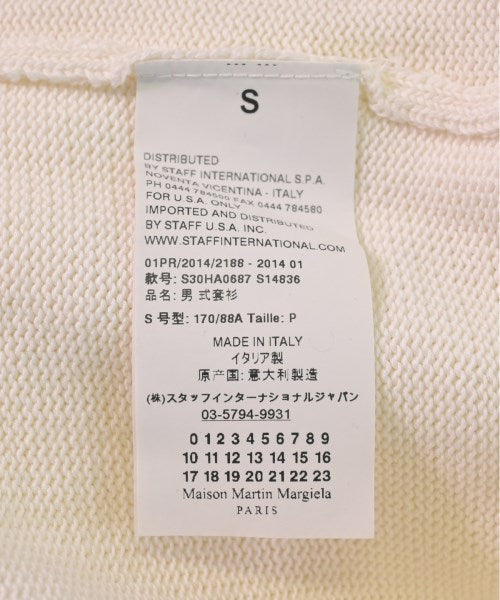 S
DISTRIBUTED
BY STAFF INTERNATIONAL S.P.A.
NOVENTA VICENTINA - ITALY
PH 0444 784500 FAX 0444 784580
FOR U.S.A. ONLY
IMPORTED AND DISTRIBUTED
BY STAFF U.S.A. INC.
WWW.STAFFINTERNATIONAL.COM
01PR/2014/2188 - 2014 01
款号: S30HA0687 S14836
品名: 男 式套衫
S 号型: 170/88A Taille: P
MADE IN ITALY
イタリア製
原产国: 意大利製造
(株)スタッフインターナショナルジャパン
03-5794-9931
0 1 2 3 4 5 6 7 8 9
10 11 12 13 14 15 16
17 18 19 20 21 22 23
Maison Martin Margiela
PARIS